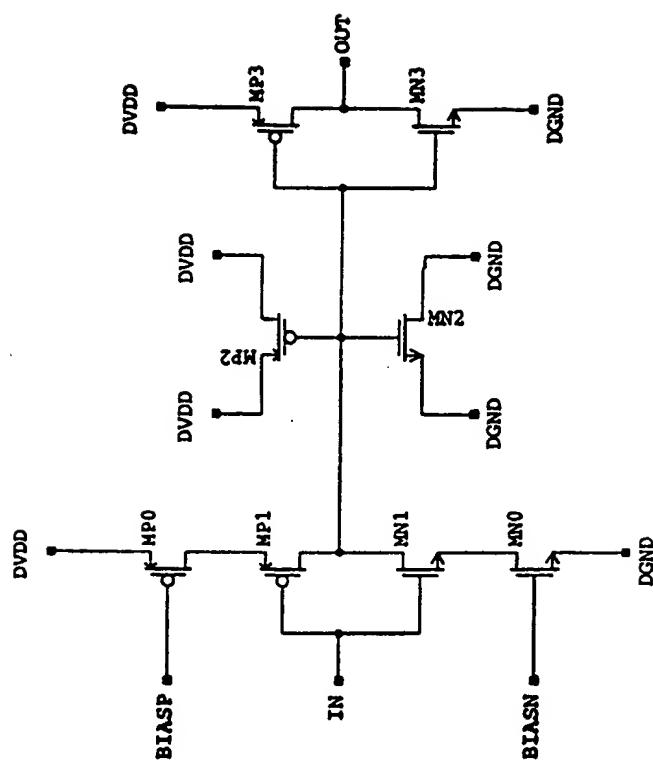 DVDD
MP0
BIASP
MP1
IN
MN1
MN0
BIASN
DGND
DVDD
DVDD
MP2
MN2
DGND
DGND
DVDD
MP3
OUT
MN3
DGND